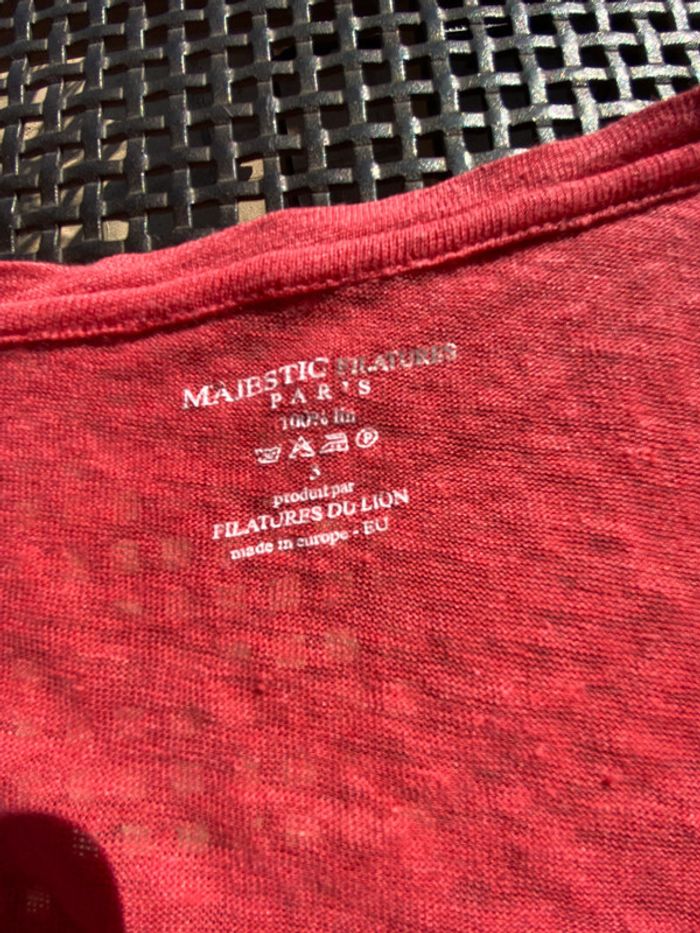 MAJESTIC FILATURES
PARIS
100% lin
3
produit par
FILATURES DU LION
made in europe - EU